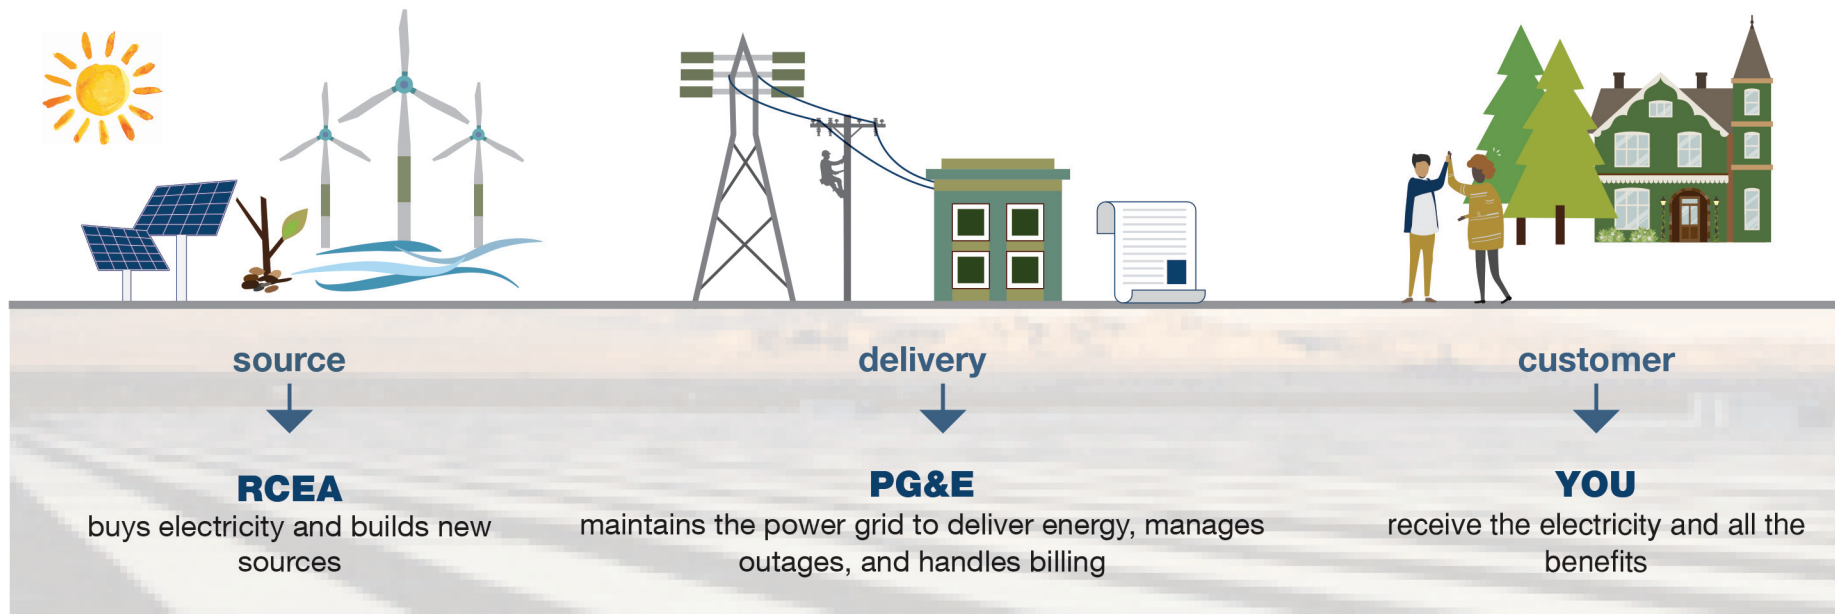 source
RCEA
buys electricity and builds new
sources
delivery
PG&E
maintains the power grid to deliver energy, manages
outages, and handles billing
customer
YOU
receive the electricity and all the
benefits